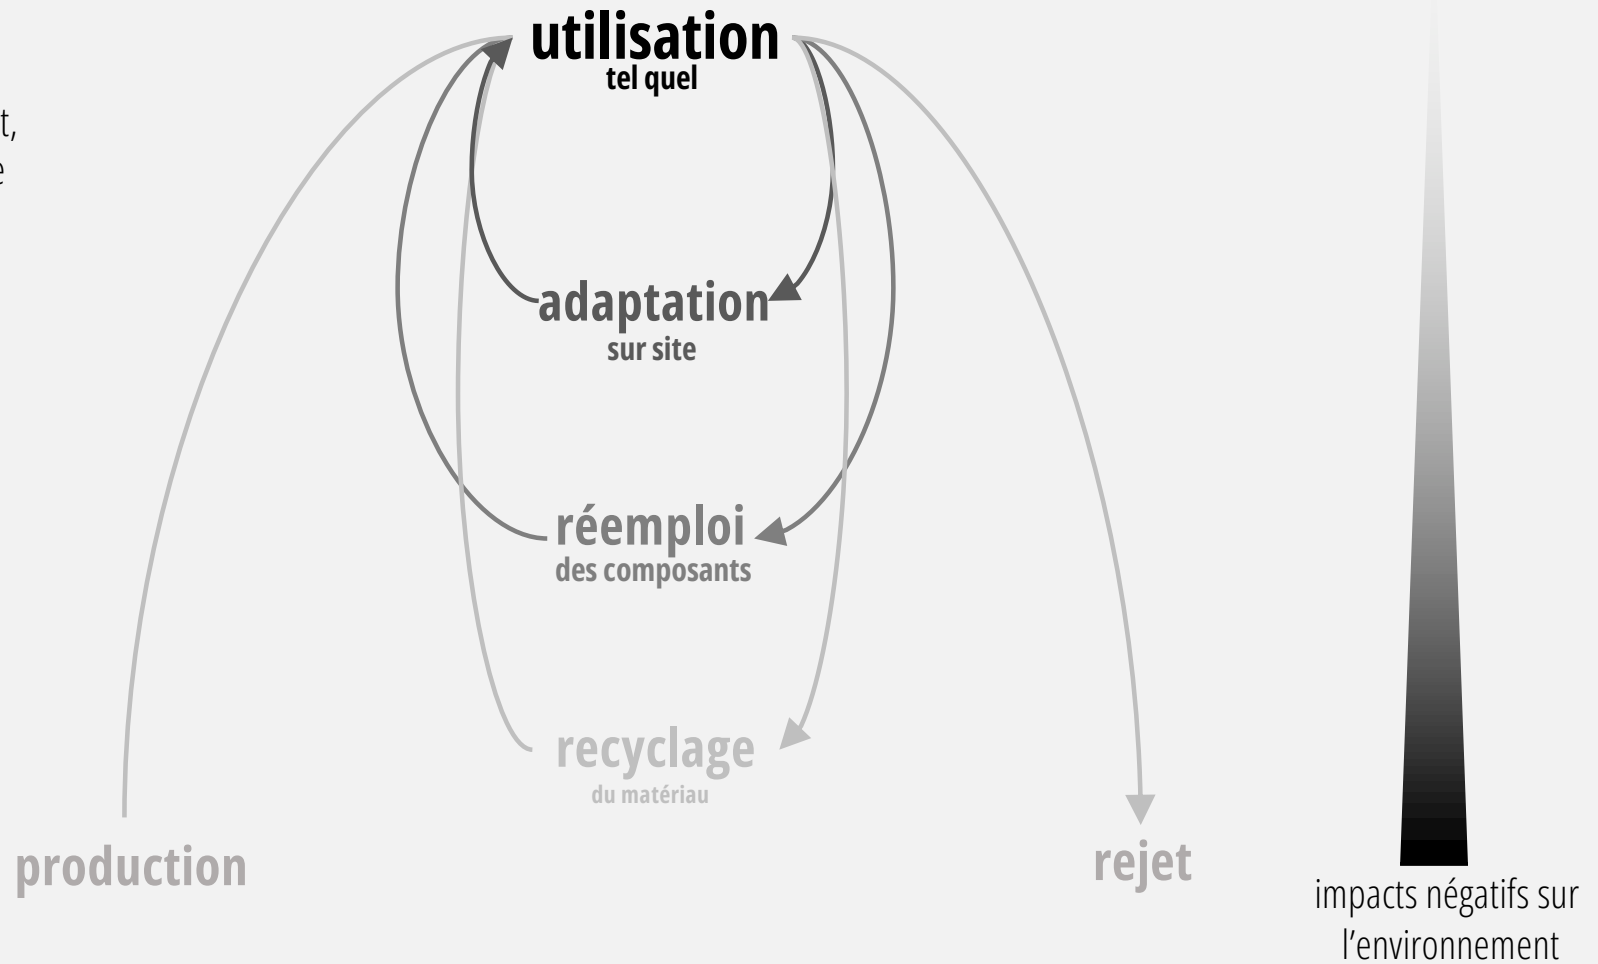 utilisation
tel quel
t,
e
adaptation
sur site
réemploi
des composants
recyclage
du matériau
production
rejet
impacts négatifs sur
l’environnement